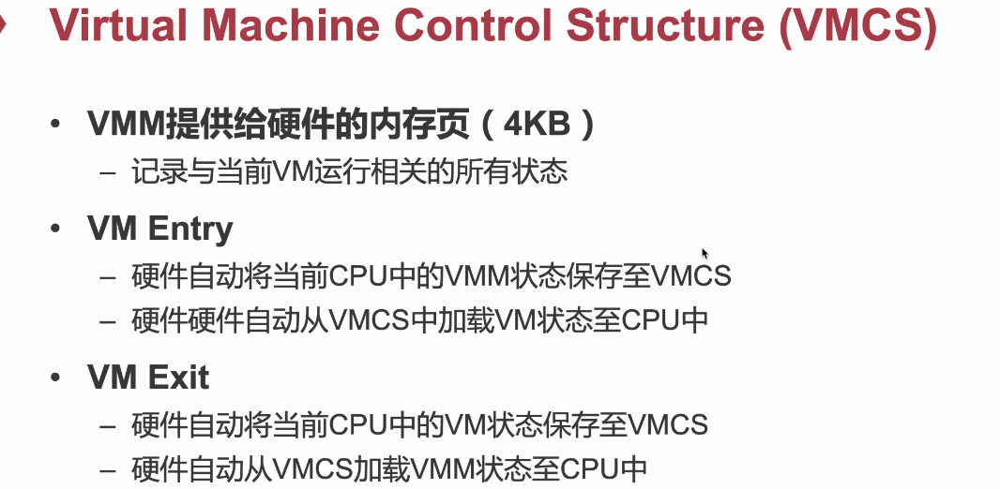 Virtual Machine Control Structure (VMCS)
• VMM提供给硬件的内存页（4KB）
– 记录与当前VM运行相关的所有状态
• VM Entry
– 硬件自动将当前CPU中的VMM状态保存至VMCS
– 硬件硬件自动从VMCS中加载VM状态至CPU中
• VM Exit
– 硬件自动将当前CPU中的VM状态保存至VMCS
– 硬件自动从VMCS加载VMM状态至CPU中